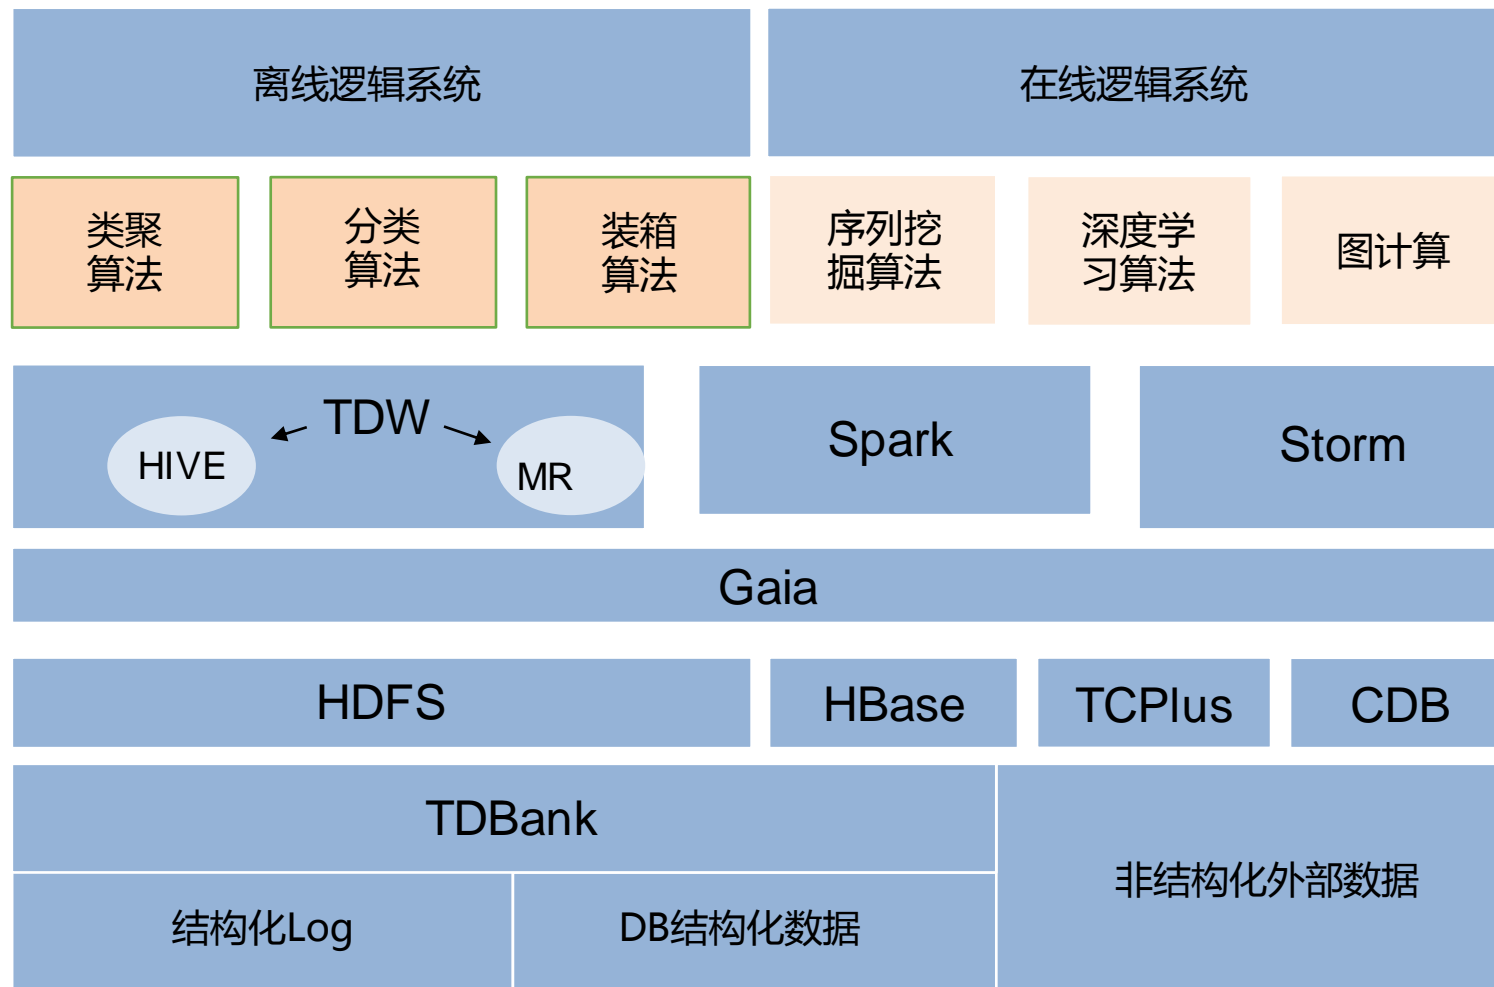 离线逻辑系统
在线逻辑系统
类聚
算法
分类
算法
装箱
算法
序列挖
掘算法
深度学
习算法
图计算
TDW
HIVE
MR
Spark
Storm
Gaia
HDFS
HBase
TCPlus
CDB
TDBank
非结构化外部数据
结构化Log
DB结构化数据